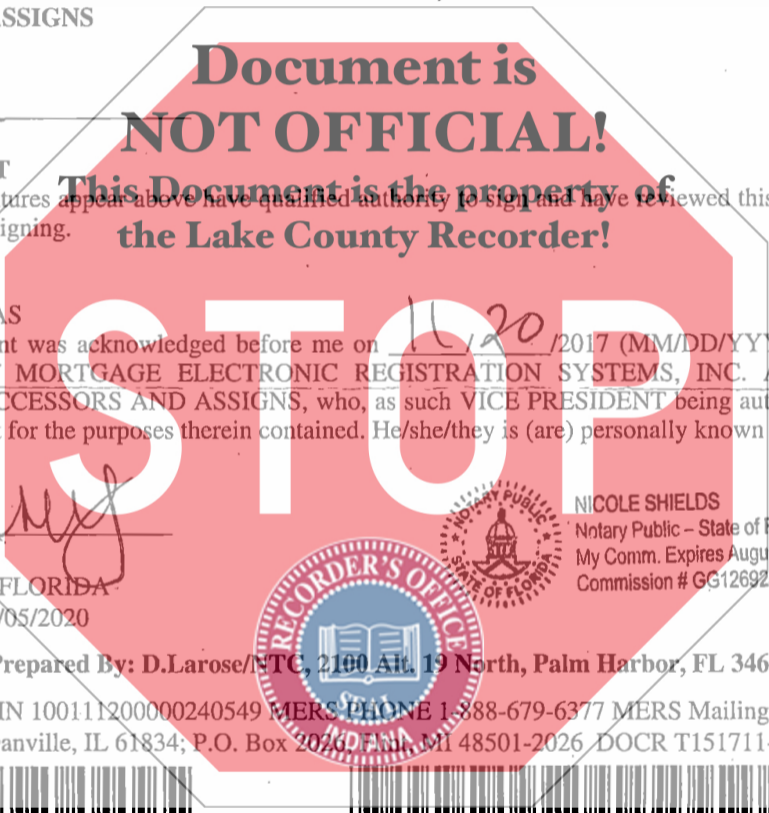 ASSIGNS
Document is
NOT OFFICIAL!
This Document is the property of
the Lake County Recorder!
T
tures appear above have qualified authority to sign and have reviewed this
igning.
STOP
AS
nt was acknowledged before me on 11/20/2017 (MM/DD/YYY
MORTGAGE ELECTRONIC REGISTRATION SYSTEMS, INC. A
CCESSORS AND ASSIGNS, who, as such VICE PRESIDENT being aut
for the purposes therein contained. He/she/they is (are) personally known
NOTARY PUBLIC
STATE OF FLORIDA
NICOLE SHIELDS
Notary Public – State of F
My Comm. Expires Augu
Commission # GG12692
FLORIDA
/05/2020
RECORDER'S OFFICE
SEAL
INDIANA
Prepared By: D.Larose/NTC, 2100 Alt. 19 North, Palm Harbor, FL 346
IN 100111200000240549 MERS PHONE 1-888-679-6377 MERS Mailing
anville, IL 61834; P.O. Box 2026, Flint, MI 48501-2026 DOCR T151711-